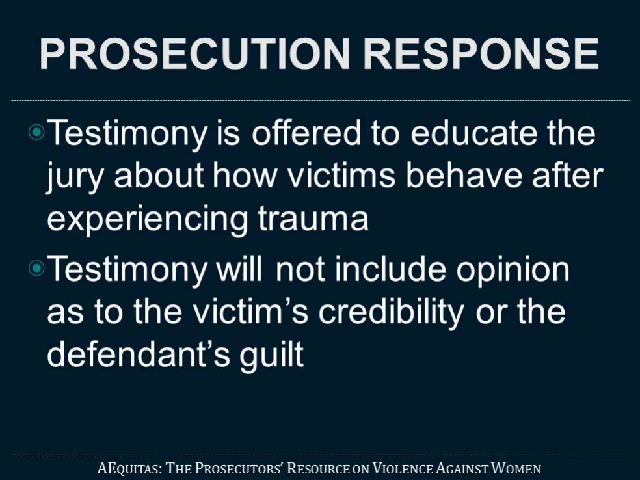 PROSECUTION RESPONSE
Testimony is offered to educate the
jury about how victims behave after
experiencing trauma
Testimony will not include opinion
as to the victim’s credibility or the
defendant’s guilt
AEQUITAS: THE PROSECUTORS’ RESOURCE ON VIOLENCE AGAINST WOMEN